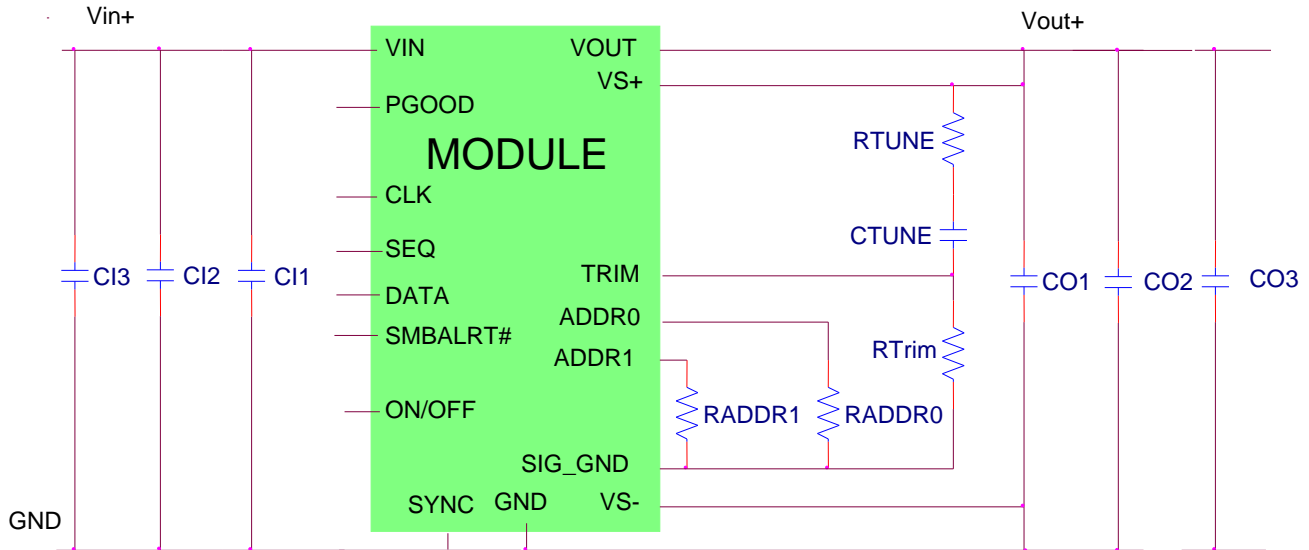 Vin+
Vout+
VIN
VOUT
VS+
PGOOD
MODULE
RTUNE
CLK
CTUNE
SEQ
TRIM
CI3
CI2
CI1
CO1
CO2
CO3
DATA
ADDR0
SMBALRT#
RTrim
ADDR1
ON/OFF
RADDR1
RADDR0
SIG_GND
SYNC
GND
VS-
GND